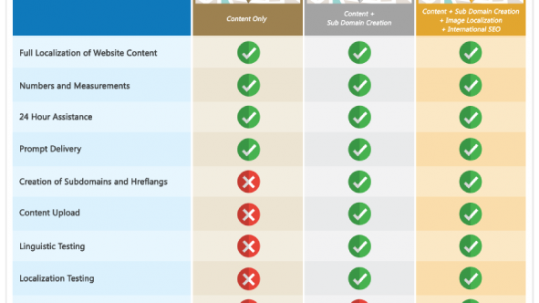 Content Only
Content +
Sub Domain Creation
Content + Sub Domain Creation
+ Image Localization
+ International SEO
Full Localization of Website Content
Numbers and Measurements
24 Hour Assistance
Prompt Delivery
Creation of Subdomains and Hreflangs
Content Upload
Linguistic Testing
Localization Testing